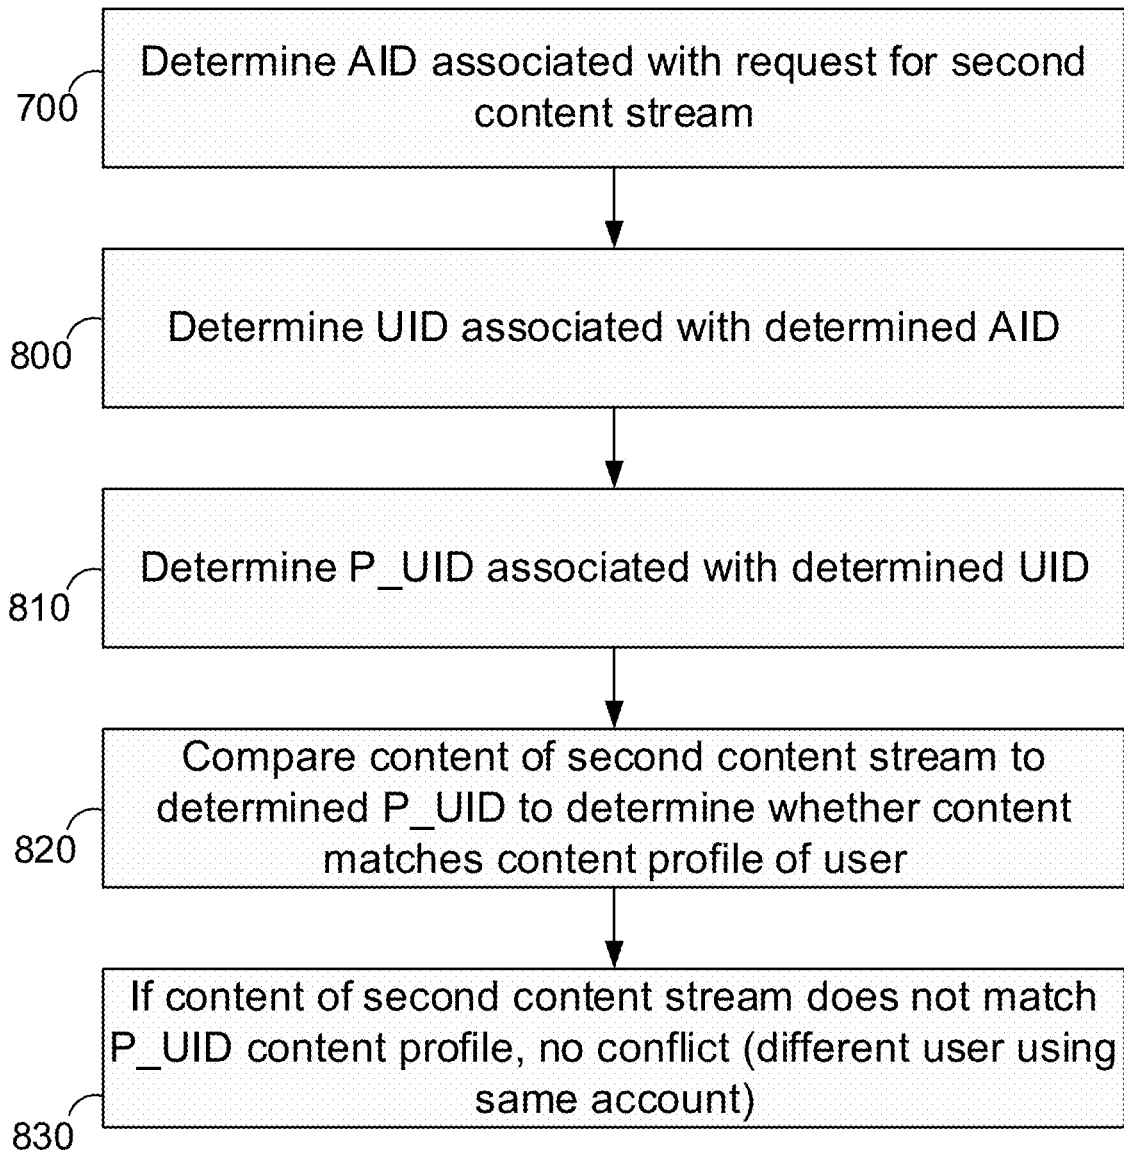 Determine AID associated with request for second
content stream
700
Determine UID associated with determined AID
800
Determine P_UID associated with determined UID
810
Compare content of second content stream to
determined P_UID to determine whether content
matches content profile of user
820
If content of second content stream does not match
P_UID content profile, no conflict (different user using
same account)
830